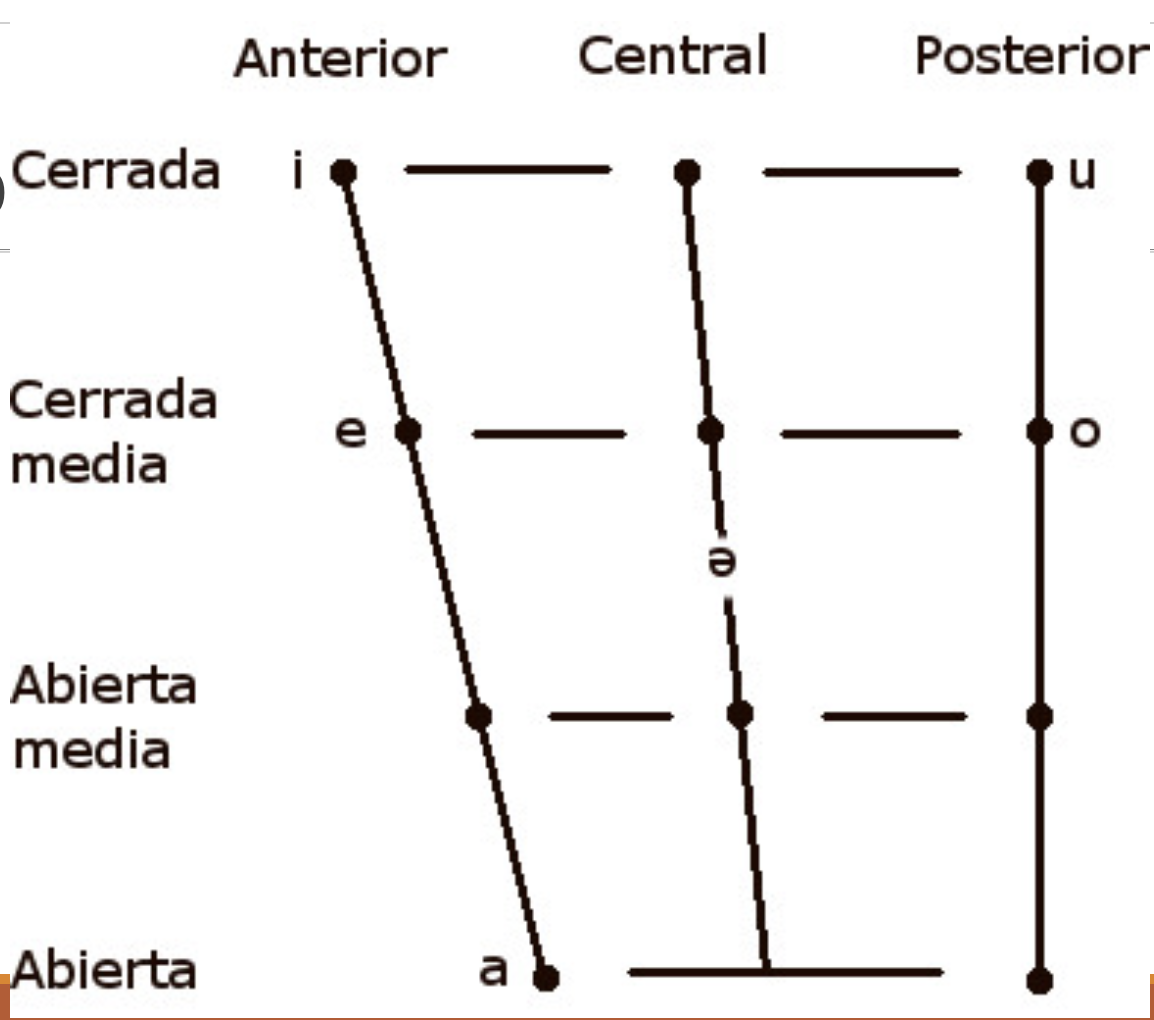 Anterior Central Posterior
Cerrada i u
Cerrada
media
e o
ə
Abierta
media
Abierta a